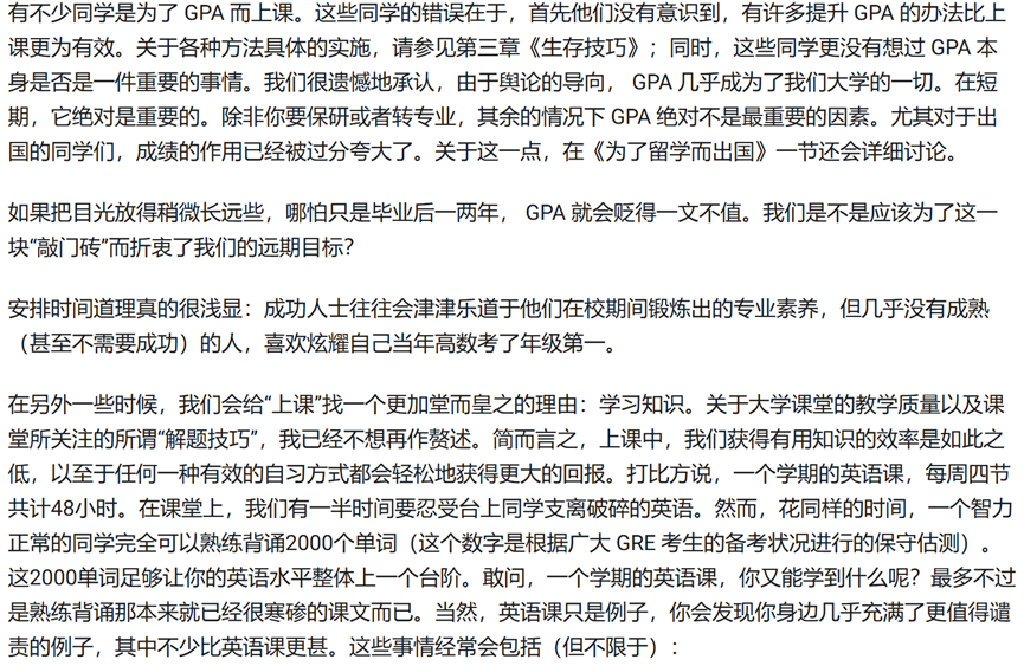 有不少同学是为了 GPA 而上课。这些同学的错误在于，首先他们没有意识到，有许多提升 GPA 的办法比上
课更为有效。关于各种方法具体的实施，请参见第三章《生存技巧》；同时，这些同学更没有想过 GPA 本
身是否是一件重要的事情。我们很遗憾地承认，由于舆论的导向， GPA 几乎成为了我们大学的一切。在短
期，它绝对是重要的。除非你要保研或者转专业，其余的情况下 GPA 绝对不是最重要的因素。尤其对于出
国的同学们，成绩的作用已经被过分夸大了。关于这一点，在《为了留学而出国》一节还会详细讨论。
如果把目光放得稍微长远些，哪怕只是毕业后一两年， GPA 就会贬得一文不值。我们是不是应该为了这一
块“敲门砖”而折衷了我们的远期目标？
安排时间道理真的很浅显：成功人士往往会津津乐道于他们在校期间锻炼出的专业素养，但几乎没有成熟
（甚至不需要成功）的人，喜欢炫耀自己当年高数考了年级第一。
在另外一些时候，我们会给“上课”找一个更加堂而皇之的理由：学习知识。关于大学课堂的教学质量以及课
堂所关注的所谓“解题技巧”，我已经不想再作赘述。简而言之，上课中，我们获得有用知识的效率是如此之
低，以至于任何一种有效的自习方式都会轻松地获得更大的回报。打比方说，一个学期的英语课，每周四节
共计48小时。在课堂上，我们有一半时间要忍受台上同学支离破碎的英语。然而，花同样的时间，一个智力
正常的同学完全可以熟练背诵2000个单词（这个数字是根据广大 GRE 考生的备考状况进行的保守估测）。
这2000单词足够让你的英语水平整体上一个台阶。敢问，一个学期的英语课，你又能学到什么呢？最多不过
是熟练背诵那本来就已经很寒碜的课文而已。当然，英语课只是例子，你会发现你身边几乎充满了更值得谴
责的例子，其中不少比英语课更甚。这些事情经常会包括（但不限于）：